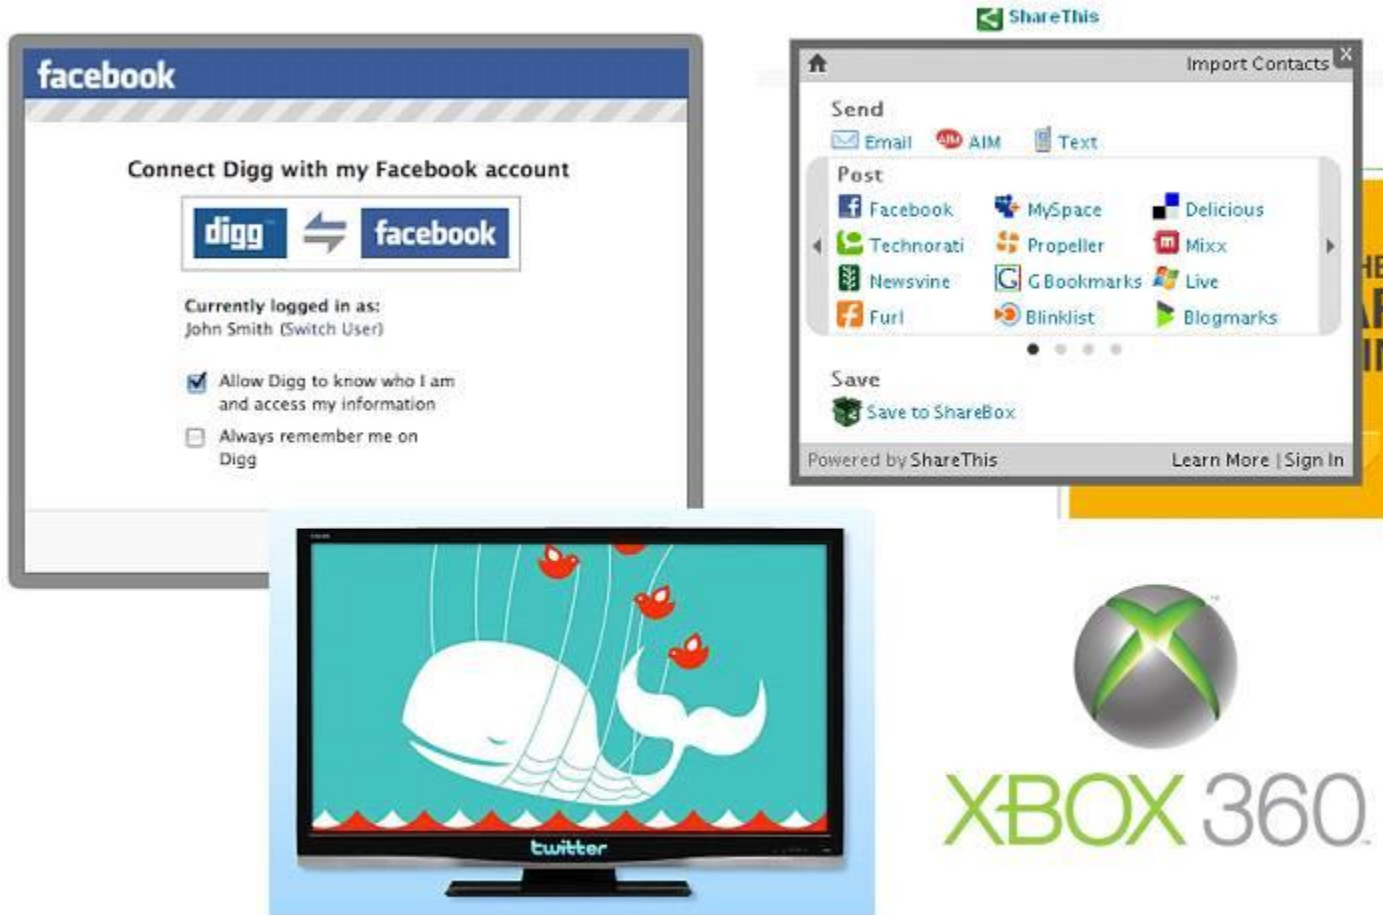 facebook
Connect Digg with my Facebook account
digg facebook
Currently logged in as:
John Smith (Switch User)
Allow Digg to know who I am
and access my information
Always remember me on
Digg
ShareThis
Import Contacts X
Send
Email AIM AIM Text
Post
Facebook MySpace Delicious
Technorati Propeller Mixx
Newsvine G G Bookmarks Live
Furl Blinklist Blogmarks
Save
Save to ShareBox
Powered by ShareThis Learn More | Sign In
twitter
XBOX 360